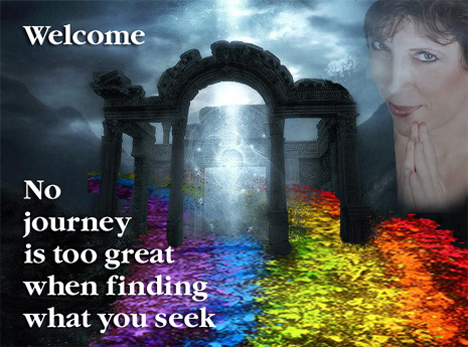 Welcome
No
journey
is too great
when finding
what you seek